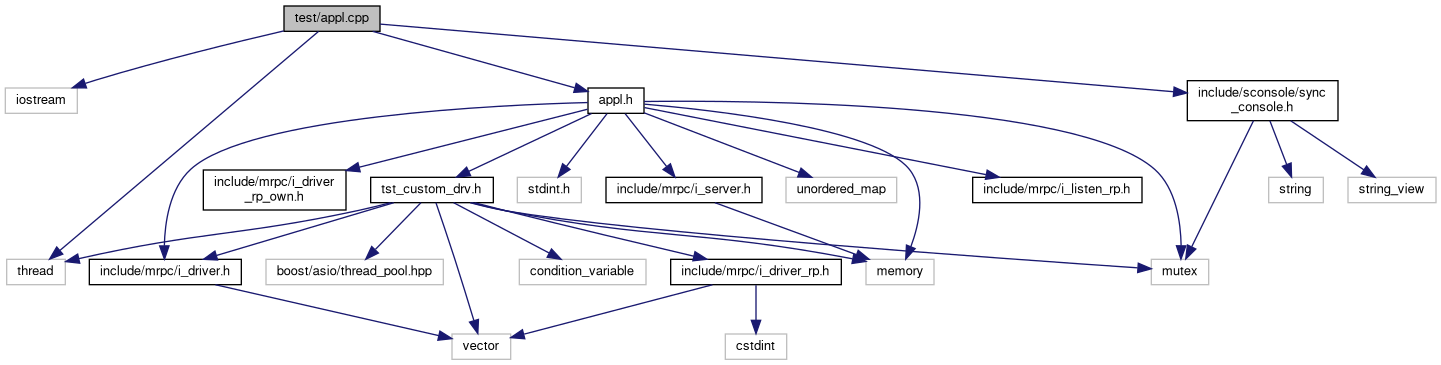 test/appl.cpp
iostream
appl.h
include/sconsole/sync
_console.h
include/mrpc/i_driver
_rp_own.h
tst_custom_drv.h
stdint.h
include/mrpc/i_server.h
unordered_map
include/mrpc/i_listen_rp.h
string
string_view
thread
include/mrpc/i_driver.h
boost/asio/thread_pool.hpp
condition_variable
include/mrpc/i_driver_rp.h
memory
mutex
vector
cstdint